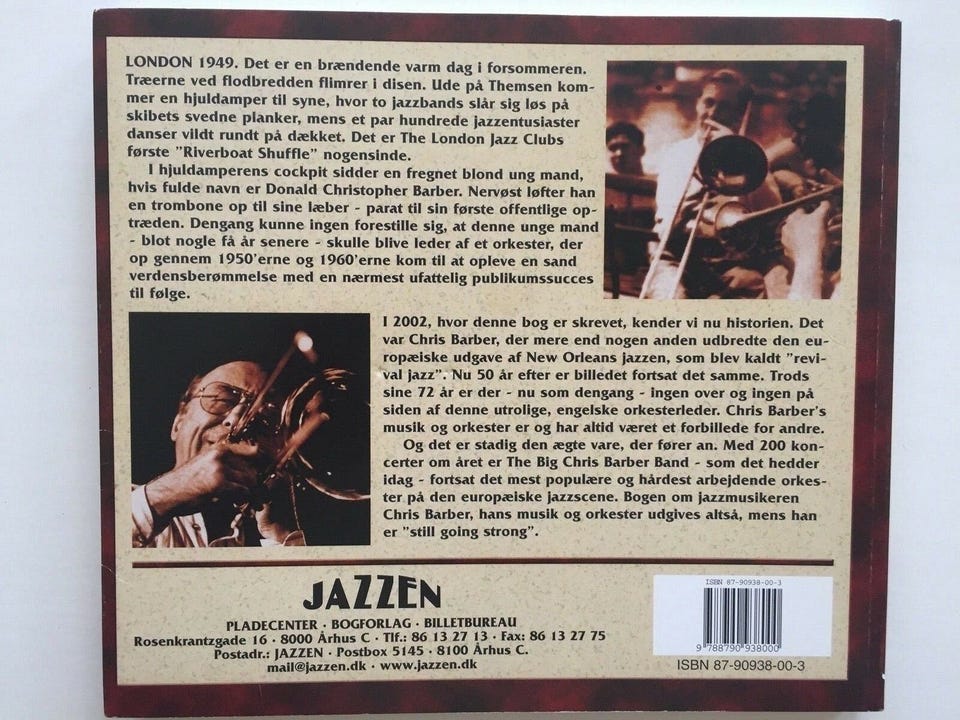 LONDON 1949. Det er en brændende varm dag i forsommeren.
Træerne ved flodbredden flimrer i disen. Ude på Themsen kom-
mer en hjuldamper til syne, hvor to jazzbands slår sig løs på
skibets svedne planker, mens et par hundrede jazzentusiaster
danser vildt rundt på dækket. Det er The London Jazz Clubs
første "Riverboat Shuffle" nogensinde.
I hjuldamperens cockpit sidder en fregnet blond ung mand,
hvis fulde navn er Donald Christopher Barber. Nervøst løfter han
en trombone op til sine læber - parat til sin første offentlige op-
træden. Dengang kunne ingen forestille sig, at denne unge mand
- blot nogle få år senere - skulle blive leder af et orkester, der
op gennem 1950'erne og 1960'erne kom til at opleve en sand
verdensberømmelse med en nærmest ufattelig publikumssucces
til følge.
I 2002, hvor denne bog er skrevet, kender vi nu historien. Det
var Chris Barber, der mere end nogen anden udbredte den eu-
ropæiske udgave af New Orleans jazzen, som blev kaldt "revi-
val jazz". Nu 50 år efter er billedet fortsat det samme. Trods
sine 72 år er der - nu som dengang - ingen over og ingen på
siden af denne utrolige, engelske orkesterleder. Chris Barber's
musik og orkester er og har altid været et forbillede for andre.
Og det er stadig den ægte vare, der fører an. Med 200 kon-
certer om året er The Big Chris Barber Band - som det hedder
idag - fortsat det mest populære og hårdest arbejdende orkes-
ter på den europæiske jazzscene. Bogen om jazzmusikeren
Chris Barber, hans musik og orkester udgives altså, mens han
er "still going strong".
JAZZEN
PLADECENTER · BOGFORLAG · BILLETBUREAU
Rosenkrantzgade 16 · 8000 Århus C · Tlf.: 86 13 27 13 · Fax: 86 13 27 75
Postadr.: JAZZEN · Postbox 5145 · 8100 Århus C.
mail@jazzen.dk · www.jazzen.dk
ISBN 87-90938-00-3
9 788790 938000
ISBN 87-90938-00-3